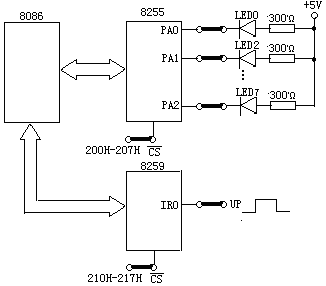 +5V
8086
8255
LED0
300Ω
PA0
LED2
300Ω
PA1
LED7
300Ω
PA2
200H-207H CS
8259
IR0
UP
210H-217H CS